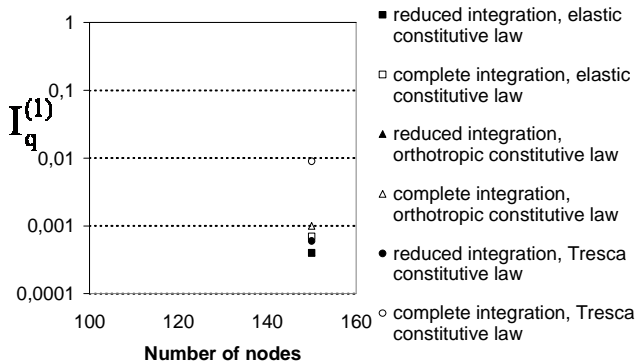 1
0,1
0,01
0,001
0,0001
I_q^(1)
100 120 140 160
Number of nodes
reduced integration, elastic
constitutive law
complete integration, elastic
constitutive law
reduced integration,
orthotropic constitutive law
complete integration,
orthotropic constitutive law
reduced integration, Tresca
constitutive law
complete integration, Tresca
constitutive law